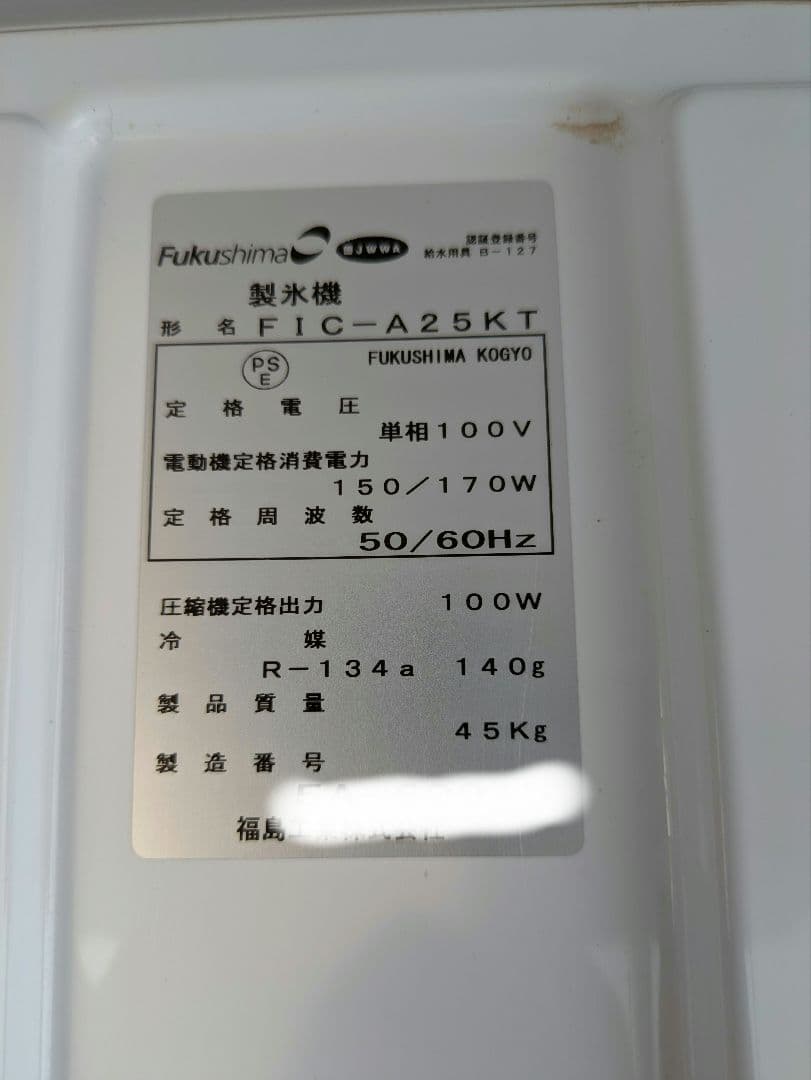 Fukushima JWWA 認証登録番号
給水用具 B-127
製氷機
形名 FIC-A25KT
PSE FUKUSHIMA KOGYO
定格電圧
単相100V
電動機定格消費電力
150/170W
定格周波数
50/60Hz
圧縮機定格出力 100W
冷媒
R-134a 140g
製品質量
45Kg
製造番号
福島